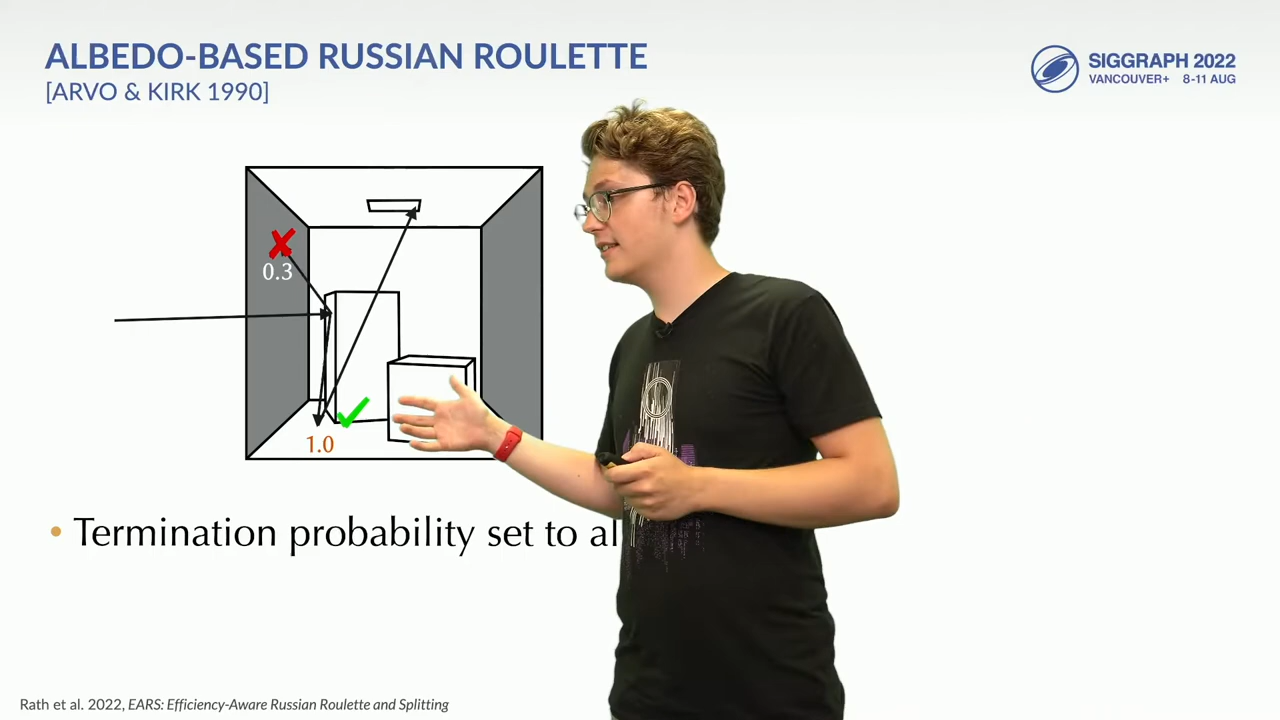 ALBEDO-BASED RUSSIAN ROULETTE
[ARVO & KIRK 1990]
SIGGRAPH 2022
VANCOUVER+ 8-11 AUG
0.3
1.0
• Termination probability set to al
Rath et al. 2022, EARS: Efficiency-Aware Russian Roulette and Splitting